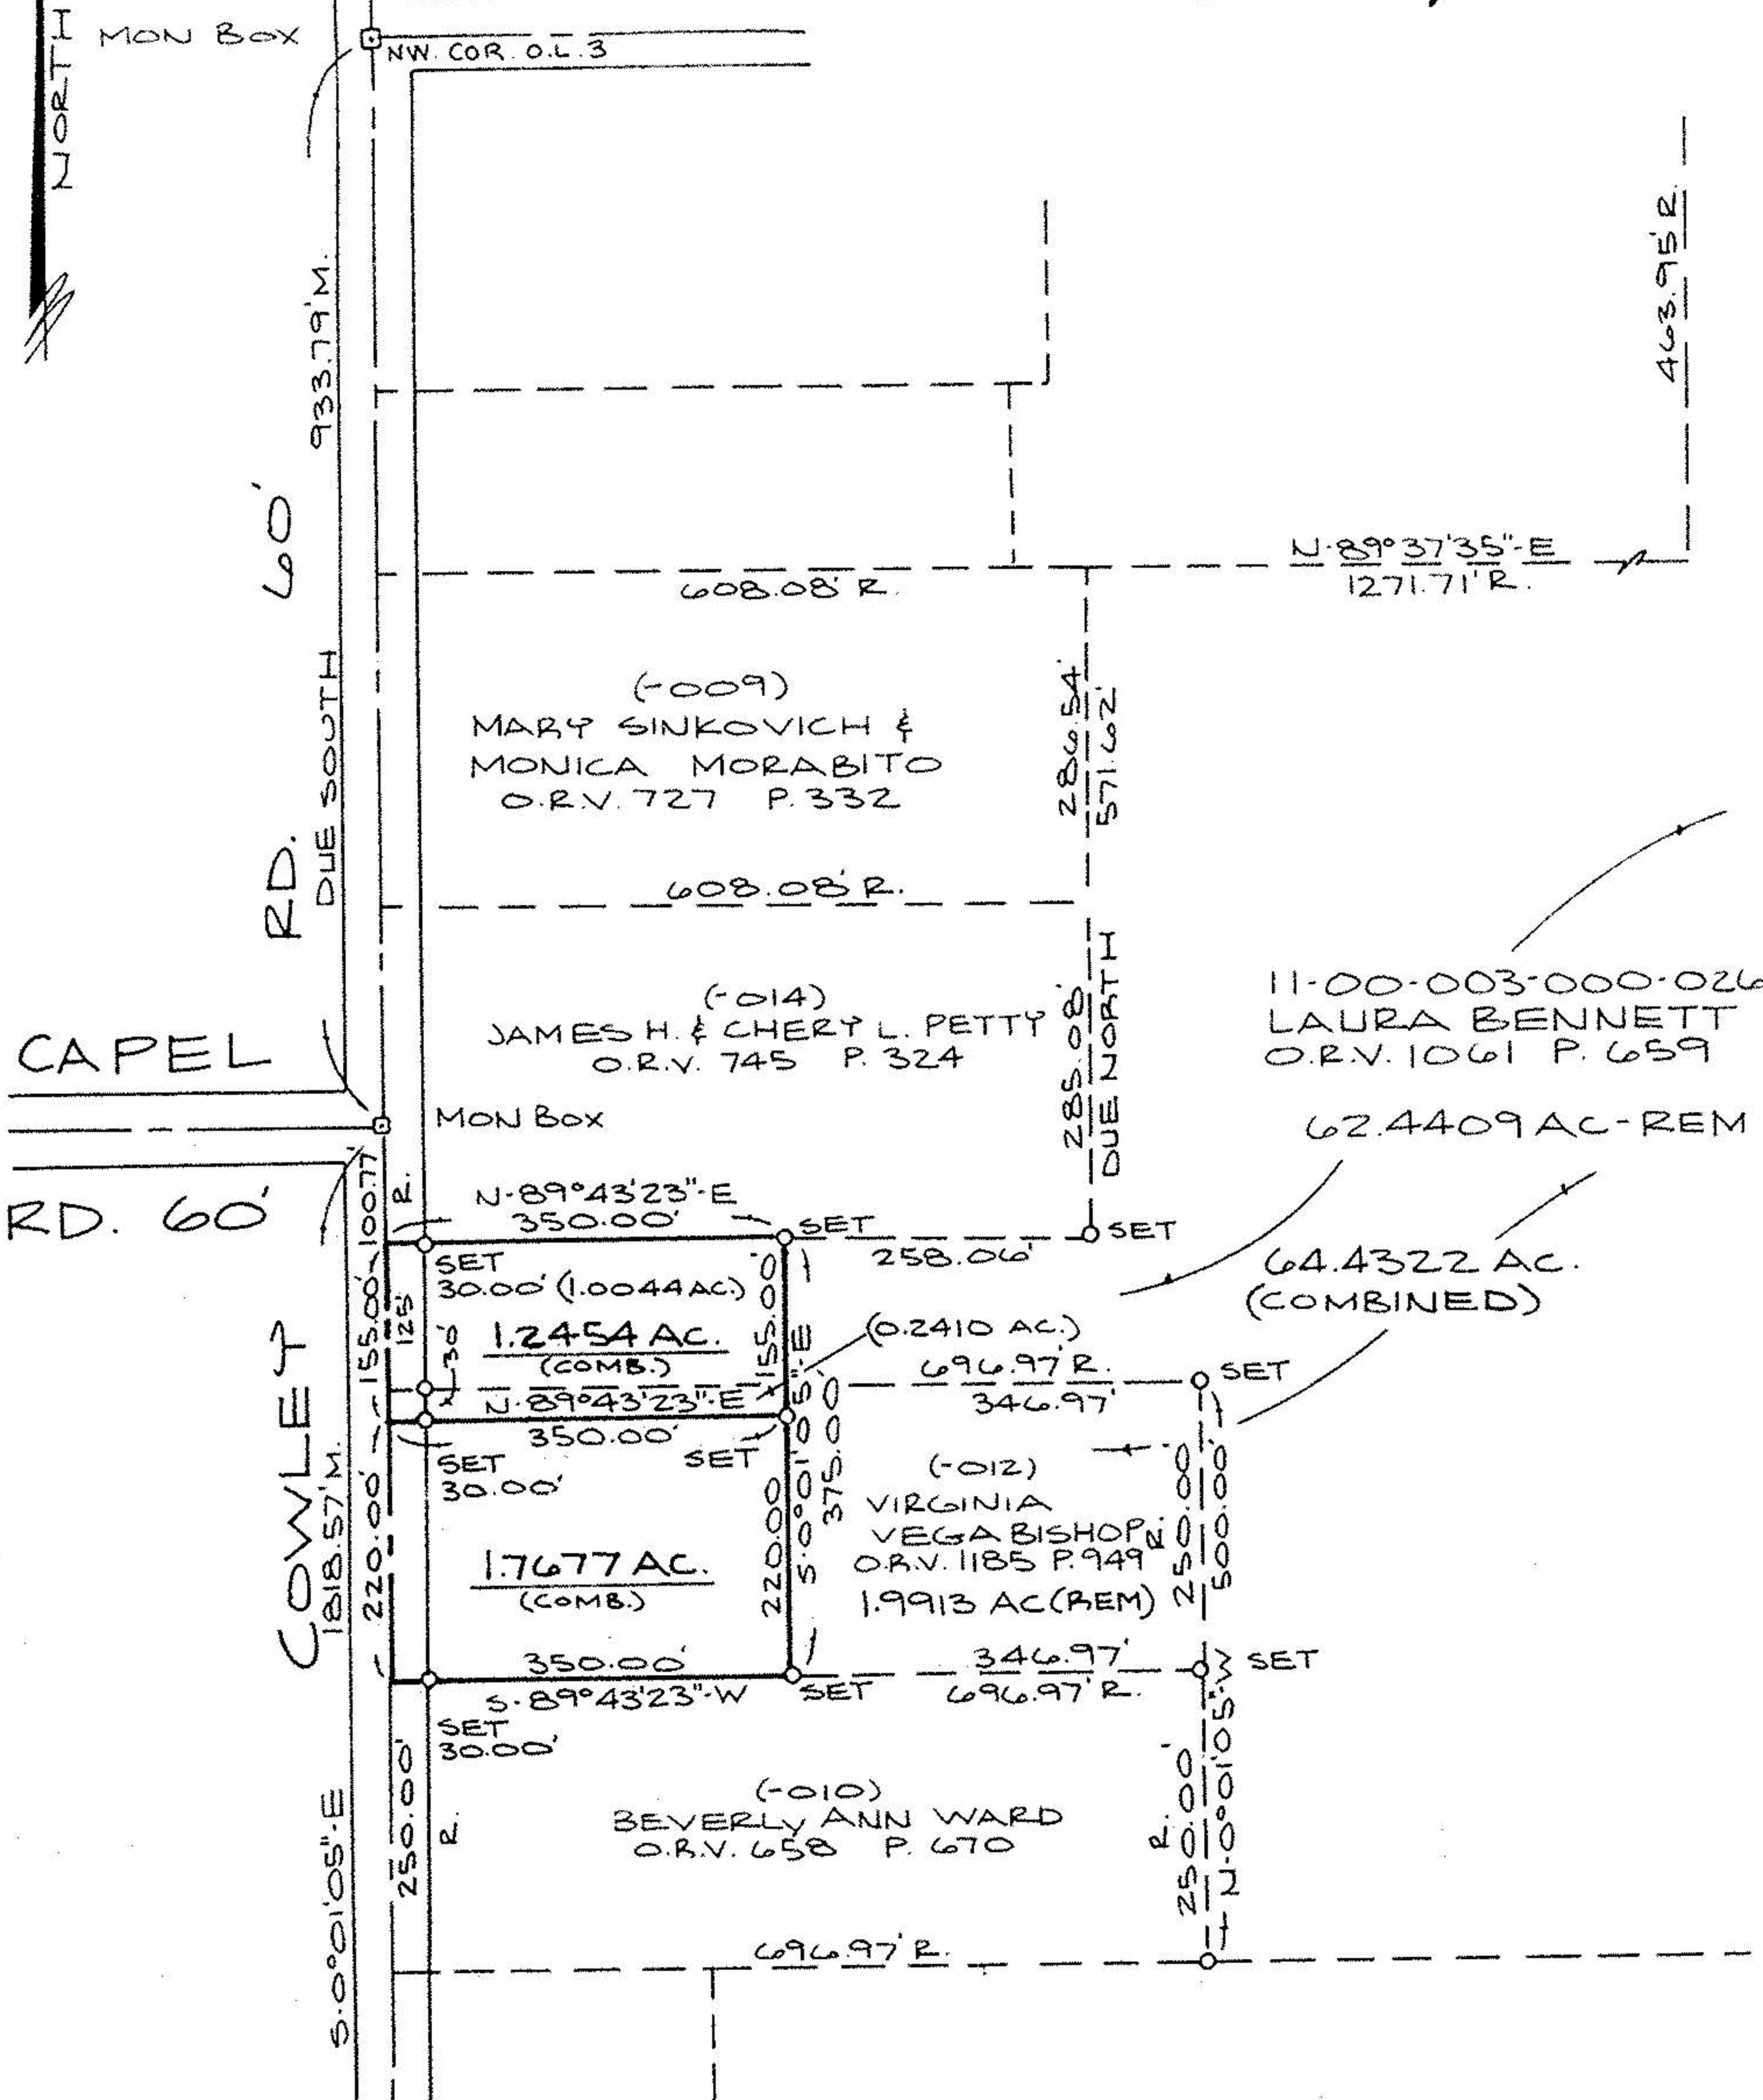 NORTH
MON BOX
NW. COR. O.L. 3
933.79' M.
463.95' R.
60'
N-89°37'35"-E
1271.71' R.
608.08' R.
(-009)
MARY SINKOVICH &
MONICA MORABITO
O.R.V. 727 P. 332
286.54'
571.62'
DUE SOUTH
RD.
608.08' R.
(-014)
JAMES H. & CHERY L. PETTY
O.R.V. 745 P. 324
285.08'
DUE NORTH
11-00-003-000-026
LAURA BENNETT
O.R.V. 1061 P. 659
CAPEL
MON BOX
62.4409 AC-REM
RD. 60'
100.77'
R.
N-89°43'23"-E
350.00'
SET
258.06'
SET
64.4322 AC.
(COMBINED)
SET
30.00' (1.0044 AC.)
155.00'
125'
30'
1.2454 AC.
(COMB.)
155.00'
(0.2410 AC.)
696.97' R.
346.97'
SET
N-89°43'23"-E
350.00'
SET
30.00'
SET
S-0°01'05"-E
375.00
COWLEY
1818.57' M.
220.00'
1.7677 AC.
(COMB.)
220.00
(-012)
VIRGINIA
VEGA BISHOP
O.R.V. 1185 P. 949
1.9913 AC (REM)
R.
250.00'
500.00'
350.00'
S-89°43'23"-W
SET
346.97'
696.97' R.
SET
SET
30.00'
250.00'
R.
(-010)
BEVERLY ANN WARD
O.R.V. 658 P. 670
R.
250.00'
N-0°01'05"-W
S-0°01'05"-E
696.97' R.